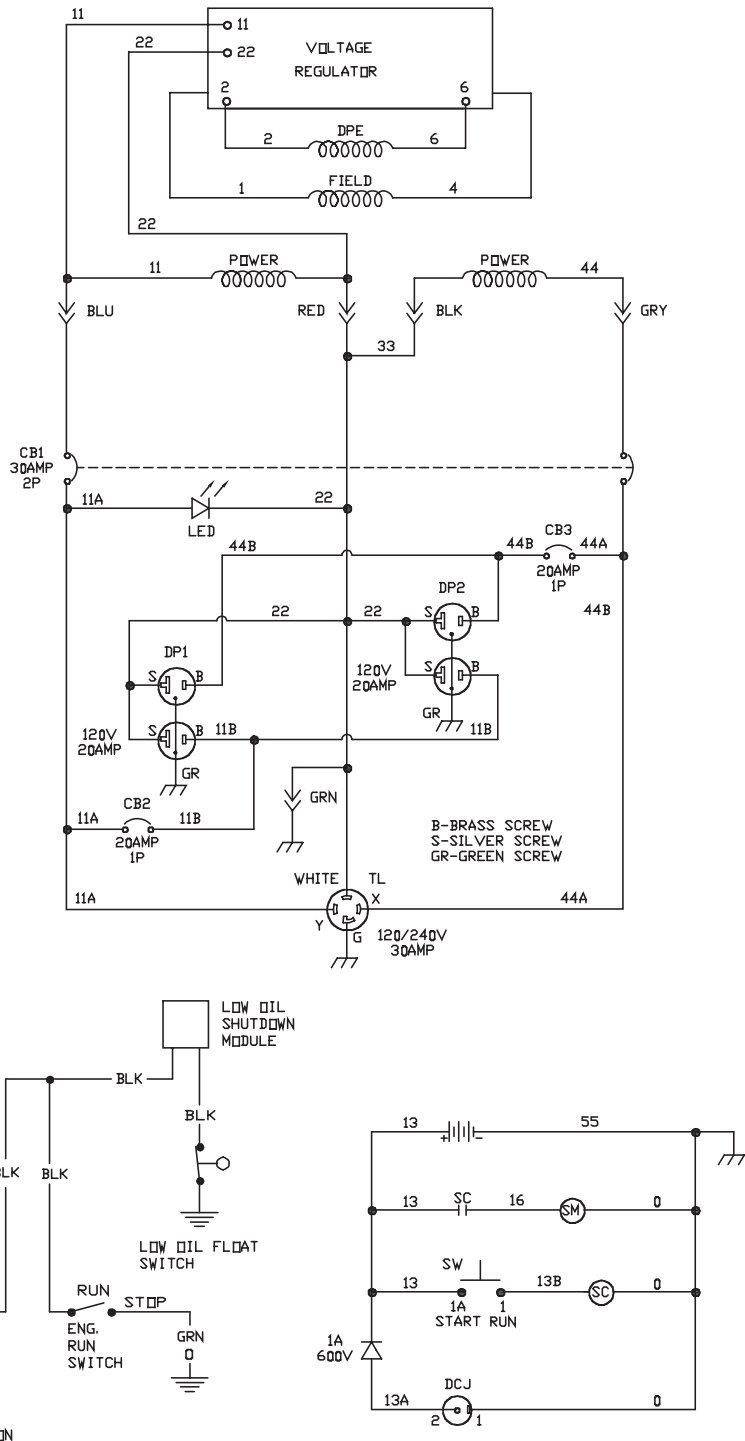 11
11
22
22
VOLTAGE
REGULATOR
2
6
2
DPE
6
FIELD
1
4
22
11
POWER
POWER
44
BLU
RED
BLK
GRY
33
CB1
30AMP
2P
11A
22
LED
44B
44B
CB3
44A
20AMP
1P
DP2
44B
22
22
S
B
DP1
S
B
120V
20AMP
S
B
GR
120V
20AMP
S
B
11B
11B
GR
GRN
CB2
11A
11B
20AMP
1P
B-BRASS SCREW
S-SILVER SCREW
GR-GREEN SCREW
WHITE
TL
11A
X
44A
Y
G
120/240V
30AMP
LOW OIL
SHUTDOWN
MODULE
BLK
BLK
BLK
BLK
LOW OIL FLOAT
SWITCH
RUN
STOP
ENG.
RUN
SWITCH
GRN
0
13
55
+
-
13
SC
16
SM
0
SW
13
13B
SC
0
1A
1
START RUN
1A
600V
DCJ
13A
0
2
1
ON